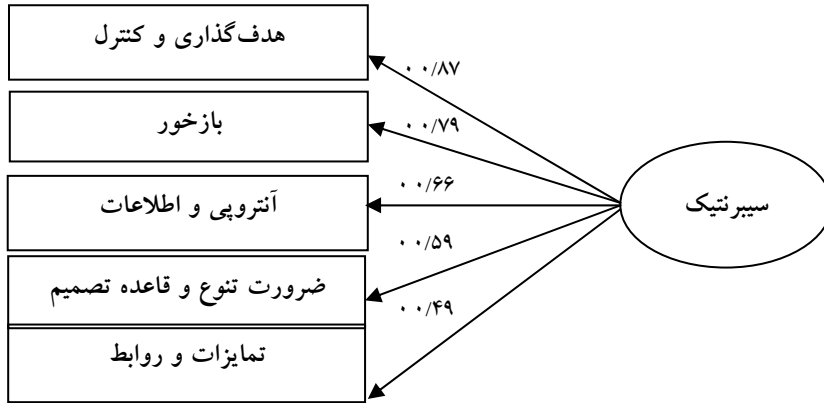 هدف‌گذاری و کنترل
۰۰/۸۷
بازخور
۰۰/۷۹
سیبرنتیک
آنتروپی و اطلاعات
۰۰/۶۶
ضرورت تنوع و قاعده تصمیم
۰۰/۵۹
تمایزات و روابط
۰۰/۴۹